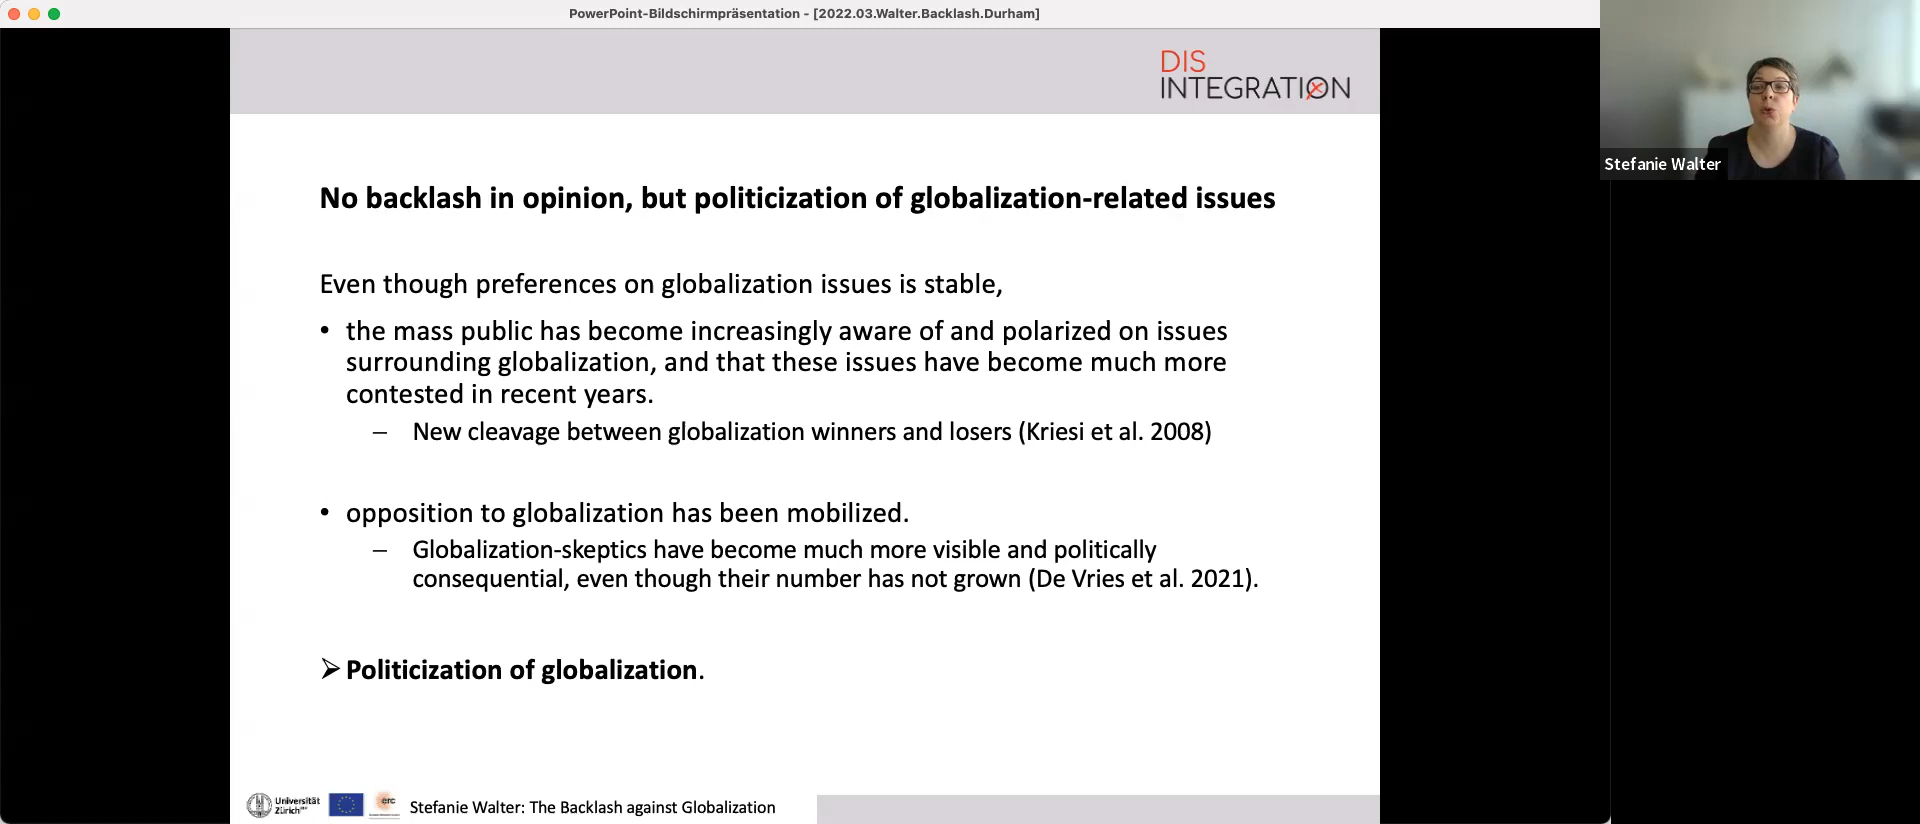 PowerPoint-Bildschirmpräsentation - [2022.03.Walter.Backlash.Durham]
DIS
INTEGRATION
Stefanie Walter
No backlash in opinion, but politicization of globalization-related issues
Even though preferences on globalization issues is stable,
• the mass public has become increasingly aware of and polarized on issues
surrounding globalization, and that these issues have become much more
contested in recent years.
– New cleavage between globalization winners and losers (Kriesi et al. 2008)
• opposition to globalization has been mobilized.
– Globalization-skeptics have become much more visible and politically
consequential, even though their number has not grown (De Vries et al. 2021).
➢ Politicization of globalization.
Universität
Zürich
erc
Stefanie Walter: The Backlash against Globalization